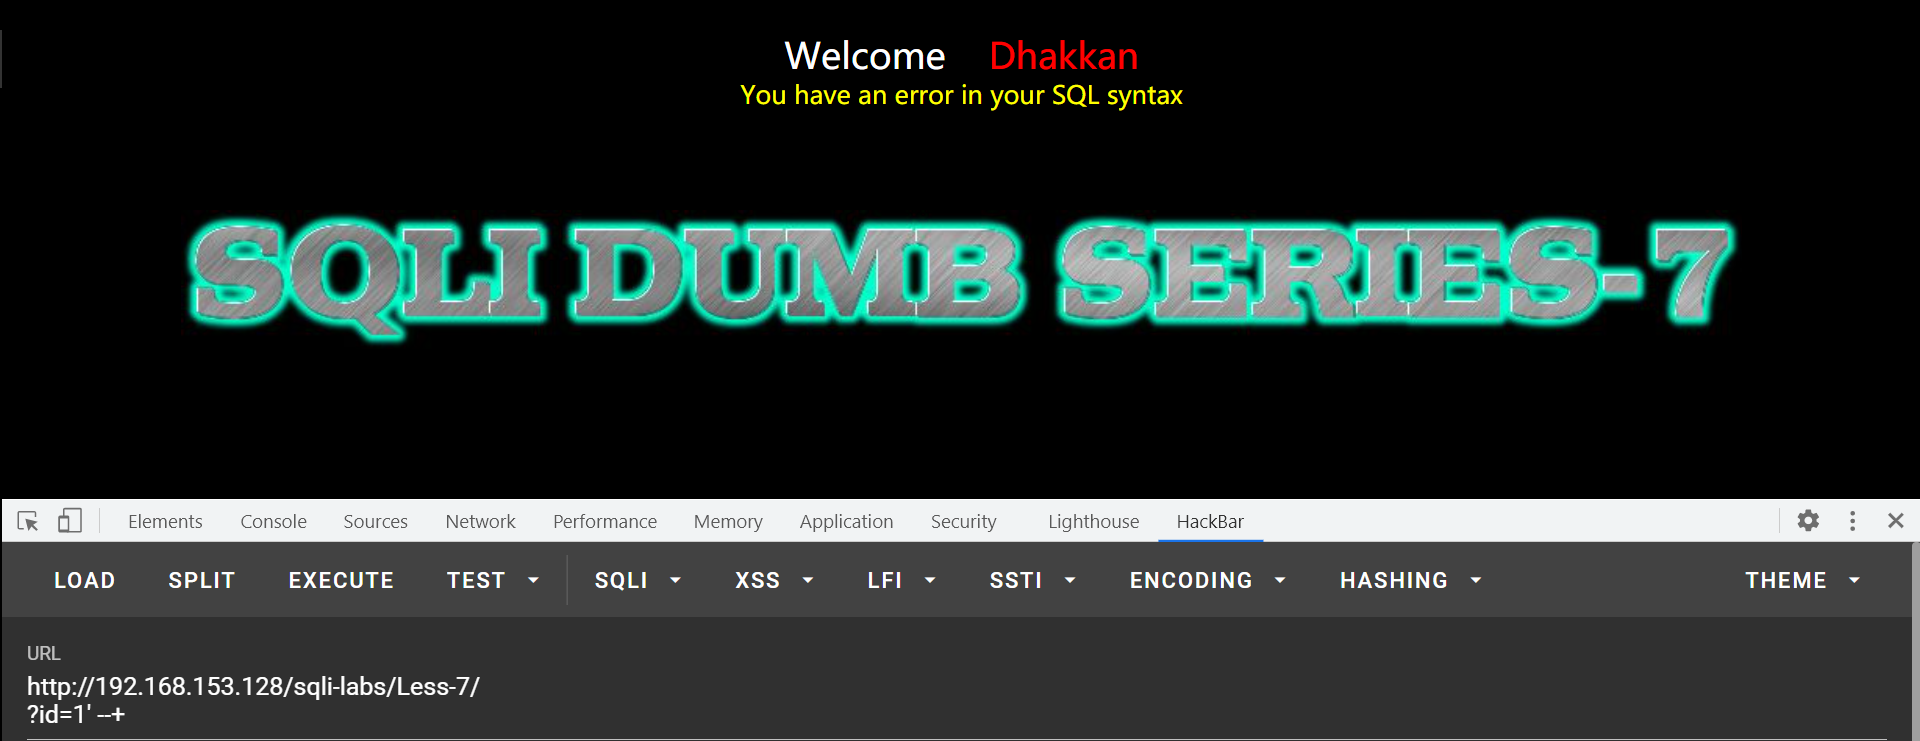 Welcome Dhakkan
You have an error in your SQL syntax
SQLI DUMB SERIES-7
Elements Console Sources Network Performance Memory Application Security Lighthouse HackBar
LOAD SPLIT EXECUTE TEST SQLI XSS LFI SSTI ENCODING HASHING THEME
URL
http://192.168.153.128/sqli-labs/Less-7/
?id=1' --+